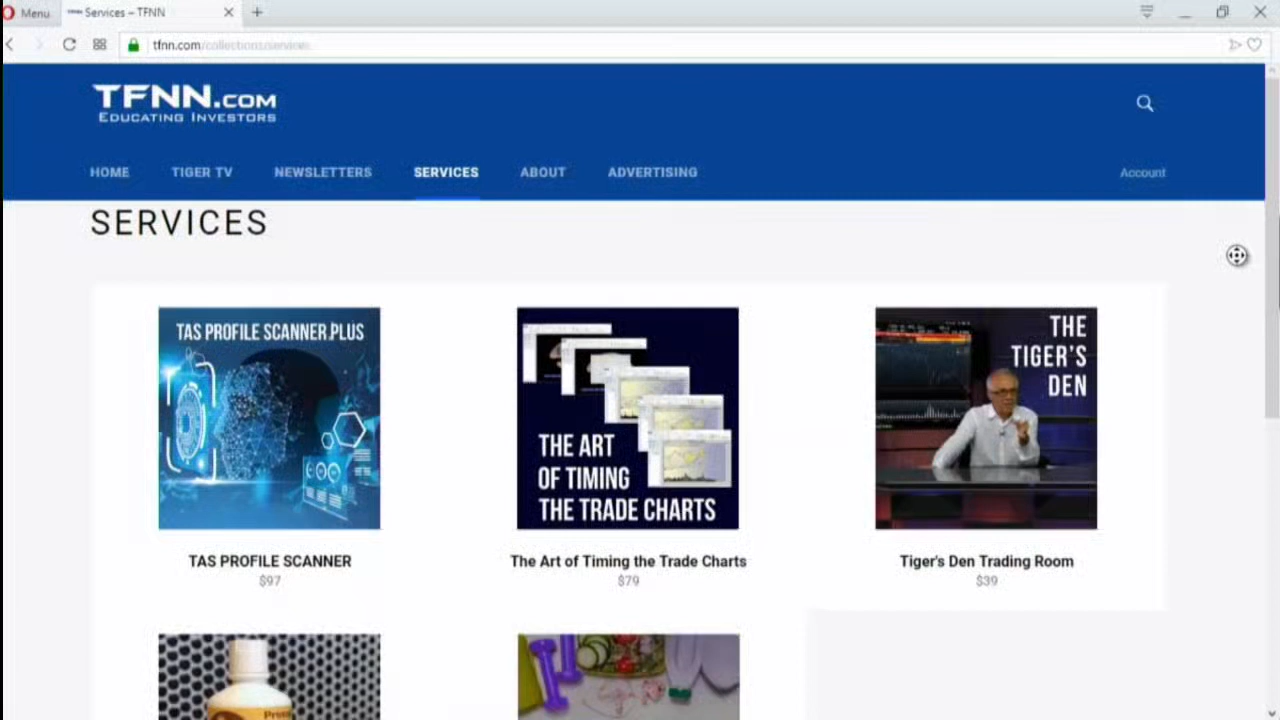 Menu
Services – TFNN
tfnn.com/collections/services
TFNN.COM
EDUCATING INVESTORS
HOME
TIGER TV
NEWSLETTERS
SERVICES
ABOUT
ADVERTISING
Account
SERVICES
TAS PROFILE SCANNER PLUS
THE ART
OF TIMING
THE TRADE CHARTS
THE
TIGER'S
DEN
TAS PROFILE SCANNER
$97
The Art of Timing the Trade Charts
$79
Tiger's Den Trading Room
$39